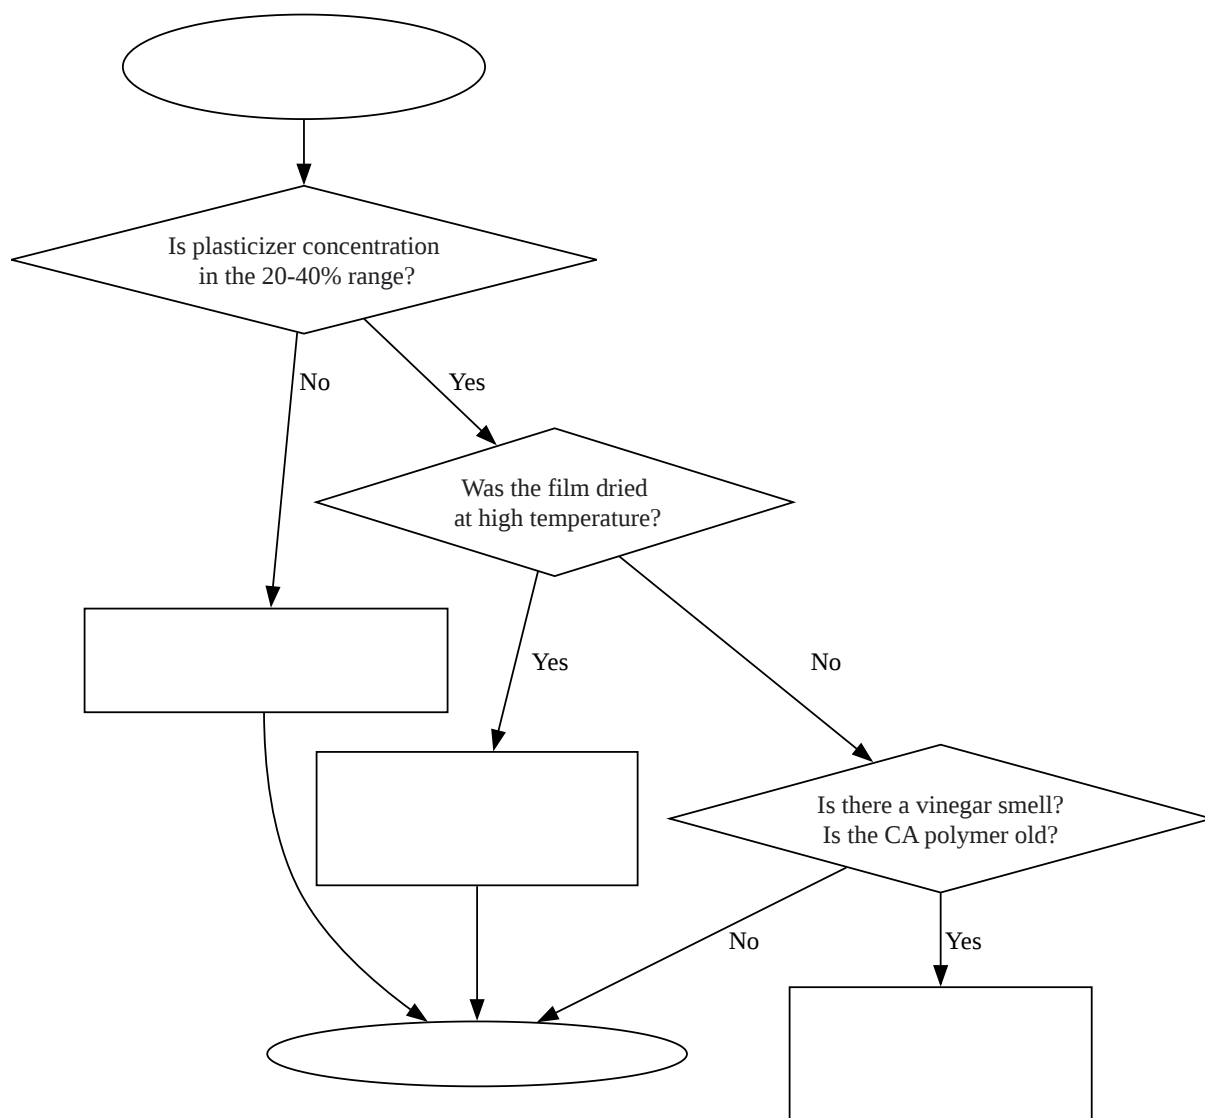 Is plasticizer concentration
in the 20-40% range?
No
Yes
Was the film dried
at high temperature?
Yes
No
Is there a vinegar smell?
Is the CA polymer old?
No
Yes